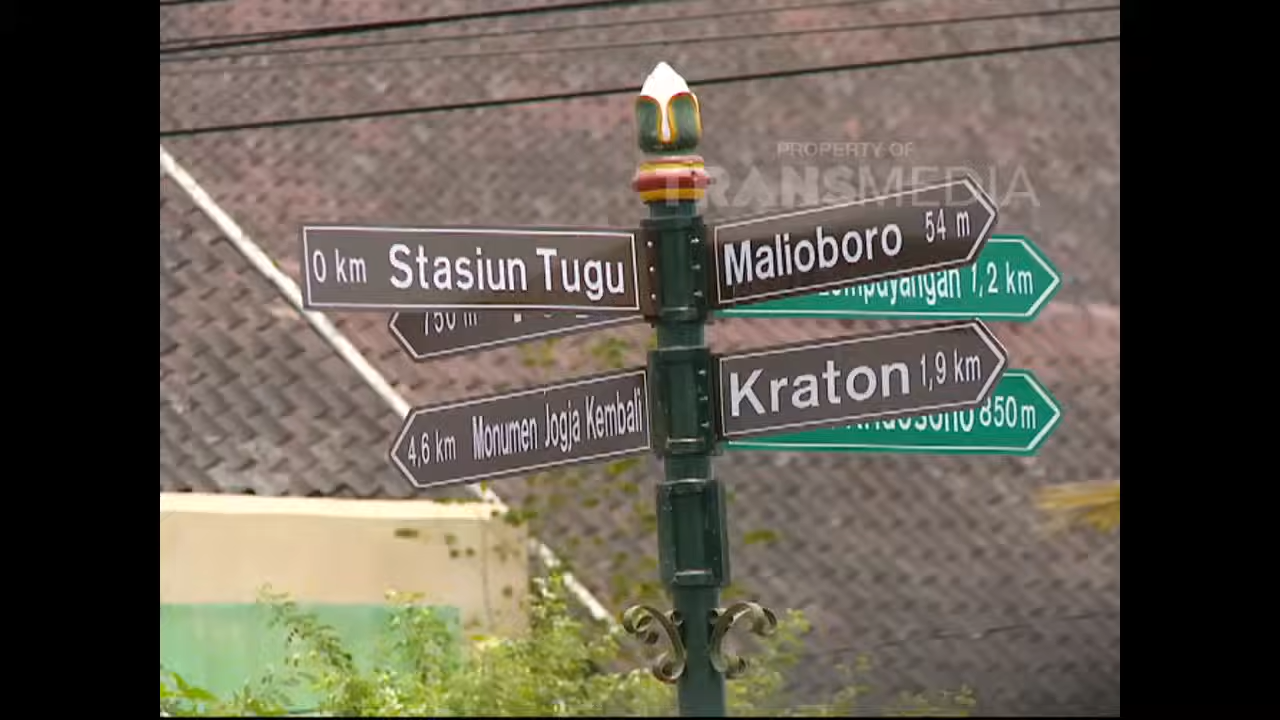 PROPERTY OF
TRANSMEDIA
0 km Stasiun Tugu
Malioboro 54 m
1,2 km
750 m
Kraton 1,9 km
850 m
4,6 km Monumen Jogja Kembali